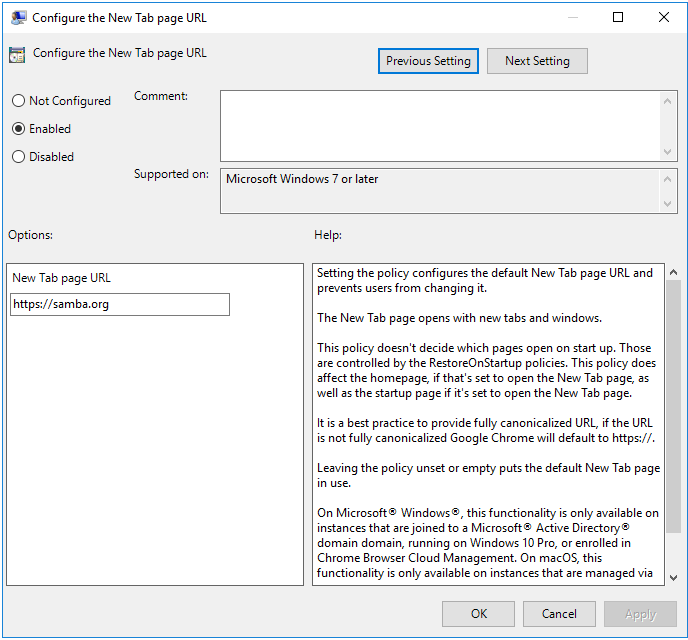 Configure the New Tab page URL
Configure the New Tab page URL
Previous Setting
Next Setting
Not Configured
Enabled
Disabled
Comment:
Supported on:
Microsoft Windows 7 or later
Options:
Help:
New Tab page URL
https://samba.org
Setting the policy configures the default New Tab page URL and
prevents users from changing it.
The New Tab page opens with new tabs and windows.
This policy doesn't decide which pages open on start up. Those
are controlled by the RestoreOnStartup policies. This policy does
affect the homepage, if that's set to open the New Tab page, as
well as the startup page if it's set to open the New Tab page.
It is a best practice to provide fully canonicalized URL, if the URL
is not fully canonicalized Google Chrome will default to https://.
Leaving the policy unset or empty puts the default New Tab page
in use.
On Microsoft® Windows®, this functionality is only available on
instances that are joined to a Microsoft® Active Directory®
domain domain, running on Windows 10 Pro, or enrolled in
Chrome Browser Cloud Management. On macOS, this
functionality is only available on instances that are managed via
OK
Cancel
Apply